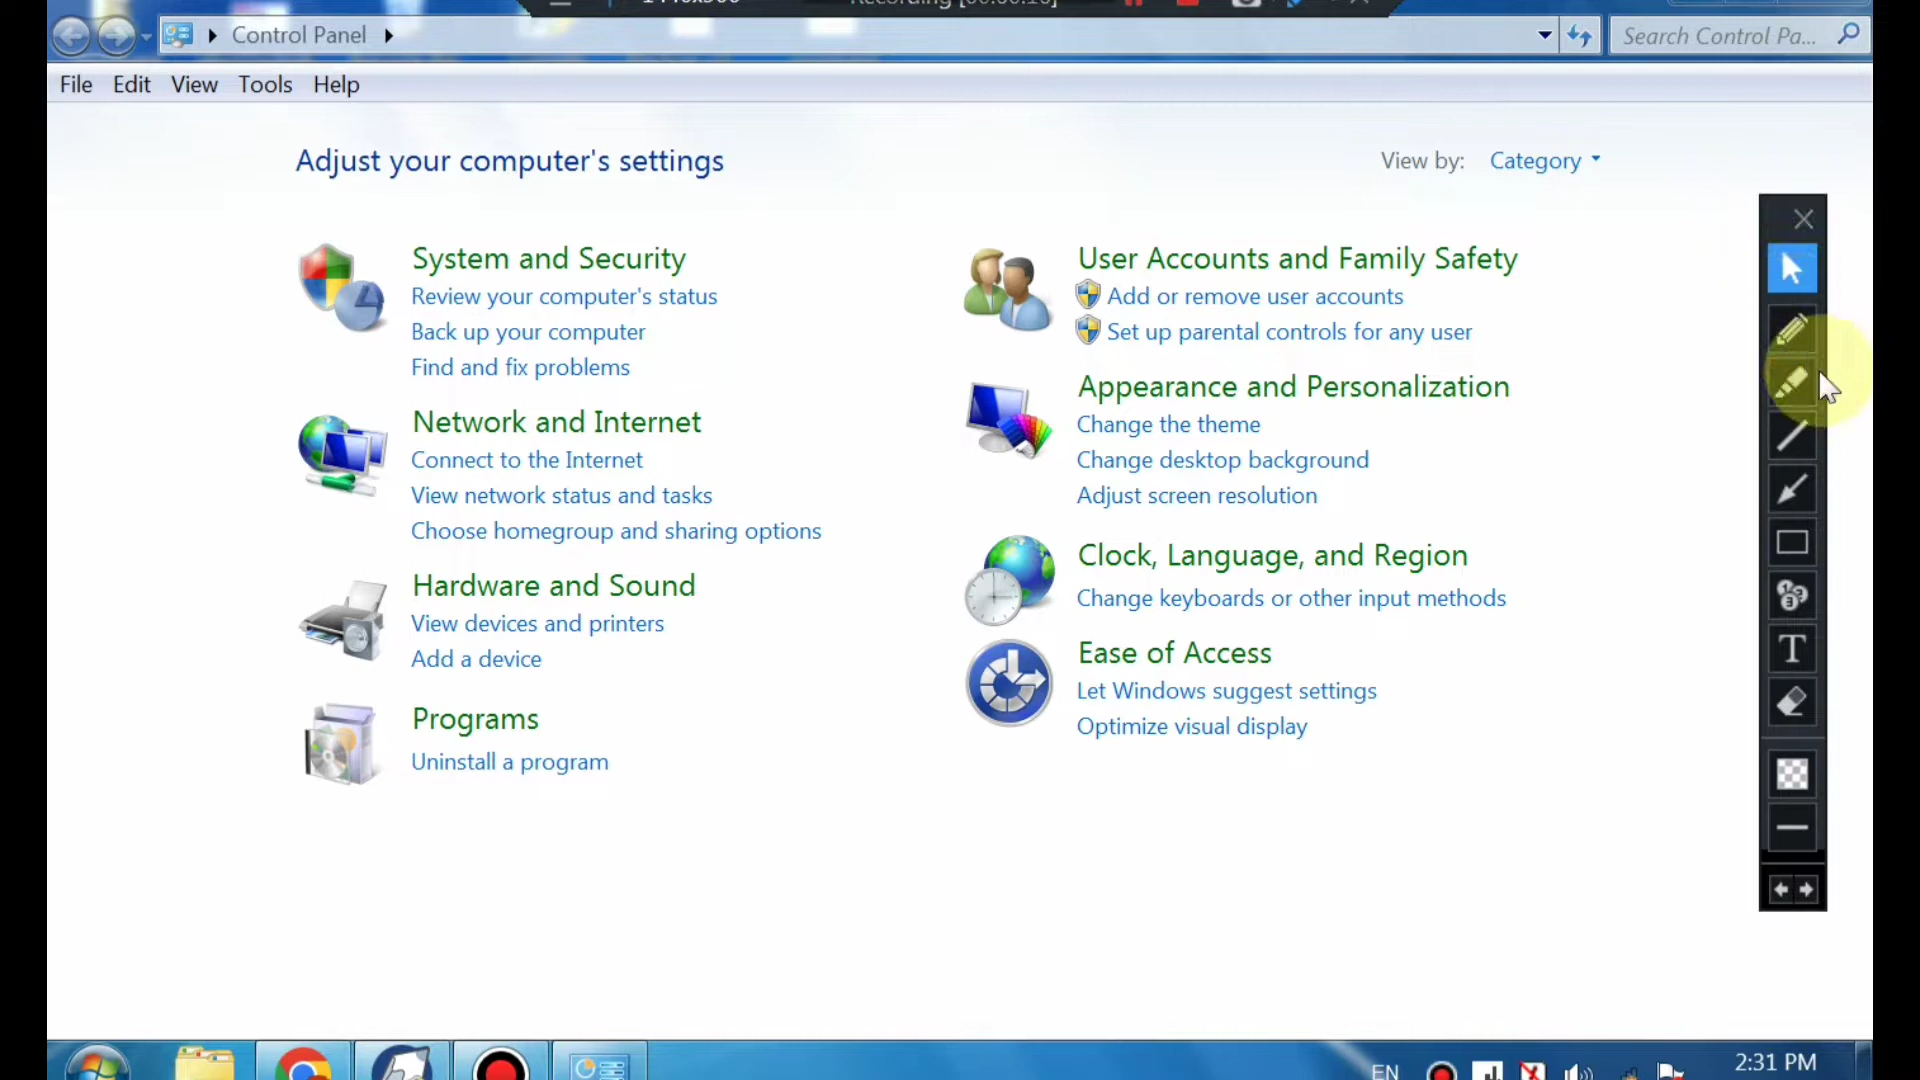 Control Panel
Search Control Pa...
File Edit View Tools Help
Adjust your computer's settings
View by: Category
System and Security
Review your computer's status
Back up your computer
Find and fix problems
Network and Internet
Connect to the Internet
View network status and tasks
Choose homegroup and sharing options
Hardware and Sound
View devices and printers
Add a device
Programs
Uninstall a program
User Accounts and Family Safety
Add or remove user accounts
Set up parental controls for any user
Appearance and Personalization
Change the theme
Change desktop background
Adjust screen resolution
Clock, Language, and Region
Change keyboards or other input methods
Ease of Access
Let Windows suggest settings
Optimize visual display
T
EN
2:31 PM